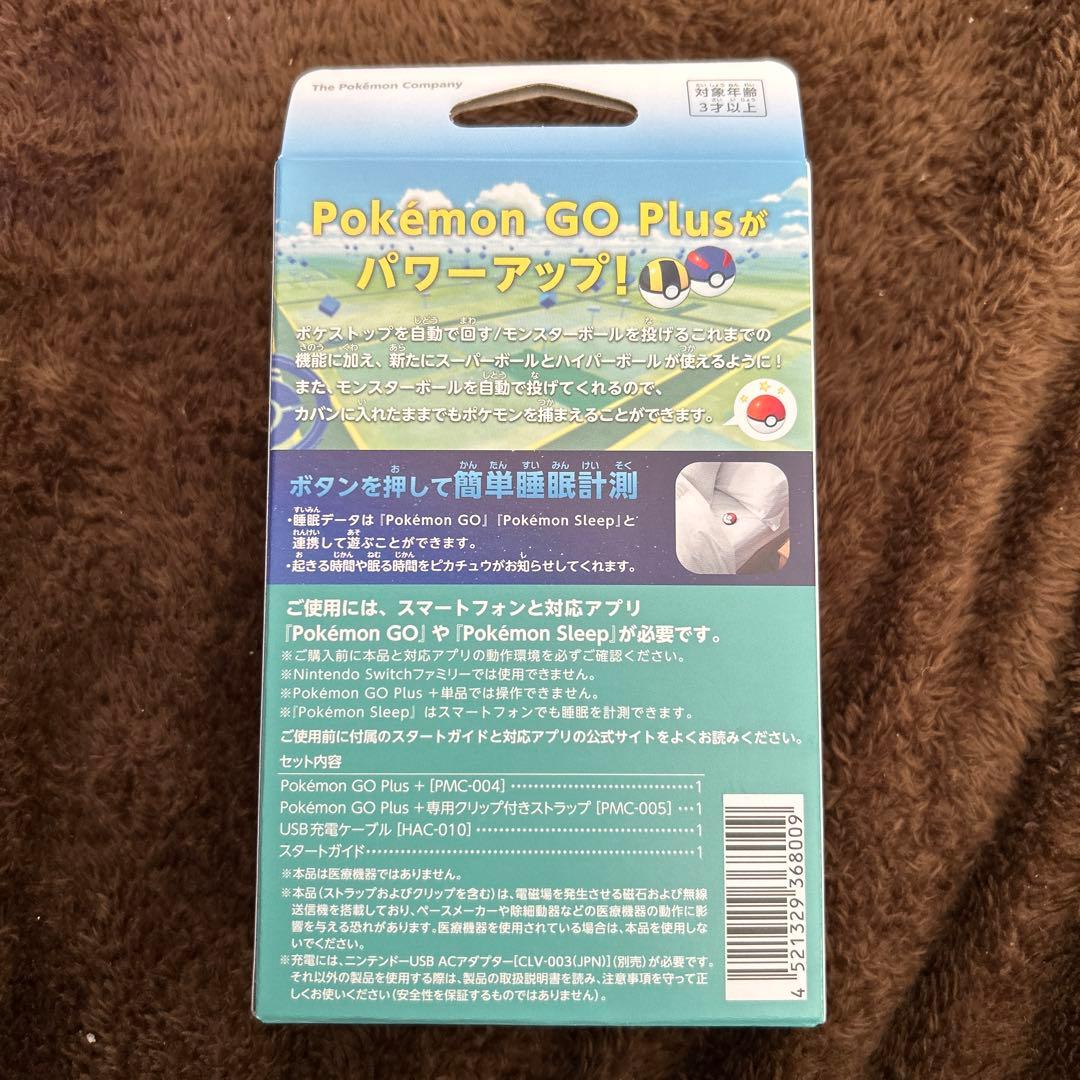 The Pokémon Company
対象年齢
3才以上
Pokémon GO Plusが
パワーアップ!
ポケストップを自動で回す/モンスターボールを投げるこれまでの
機能に加え、新たにスーパーボールとハイパーボールが使えるように!
また、モンスターボールを自動で投げてくれるので、
カバンに入れたままでもポケモンを捕まえることができます。
ボタンを押して簡単睡眠計測
・睡眠データは『Pokémon GO』『Pokémon Sleep』と
連携して遊ぶことができます。
・起きる時間や眠る時間をピカチュウがお知らせしてくれます。
ご使用には、スマートフォンと対応アプリ
『Pokémon GO』や『Pokémon Sleep』が必要です。
※ご購入前に本品と対応アプリの動作環境を必ずご確認ください。
※Nintendo Switchファミリーでは使用できません。
※Pokémon GO Plus +単品では操作できません。
※『Pokémon Sleep』はスマートフォンでも睡眠を計測できます。
ご使用前に付属のスタートガイドと対応アプリの公式サイトをよくお読みください。
セット内容
Pokémon GO Plus + [PMC-004]……………………1
Pokémon GO Plus +専用クリップ付きストラップ [PMC-005]…1
USB充電ケーブル [HAC-010]……………………1
スタートガイド……………………………………1
※本品は医療機器ではありません。
※本品(ストラップおよびクリップを含む)は、電磁場を発生させる磁石および無線
送信機を搭載しており、ペースメーカーや除細動器などの医療機器の動作に影
響を与える恐れがあります。医療機器を使用されている場合は、本品を使用しな
いでください。
※充電には、ニンテンドーUSB ACアダプター[CLV-003(JPN)](別売)が必要です。
それ以外の製品を使用する際は、製品の取扱説明書を読み、注意事項を守って正
しくお使いください(安全性を保証するものではありません)。
4 521329 368009